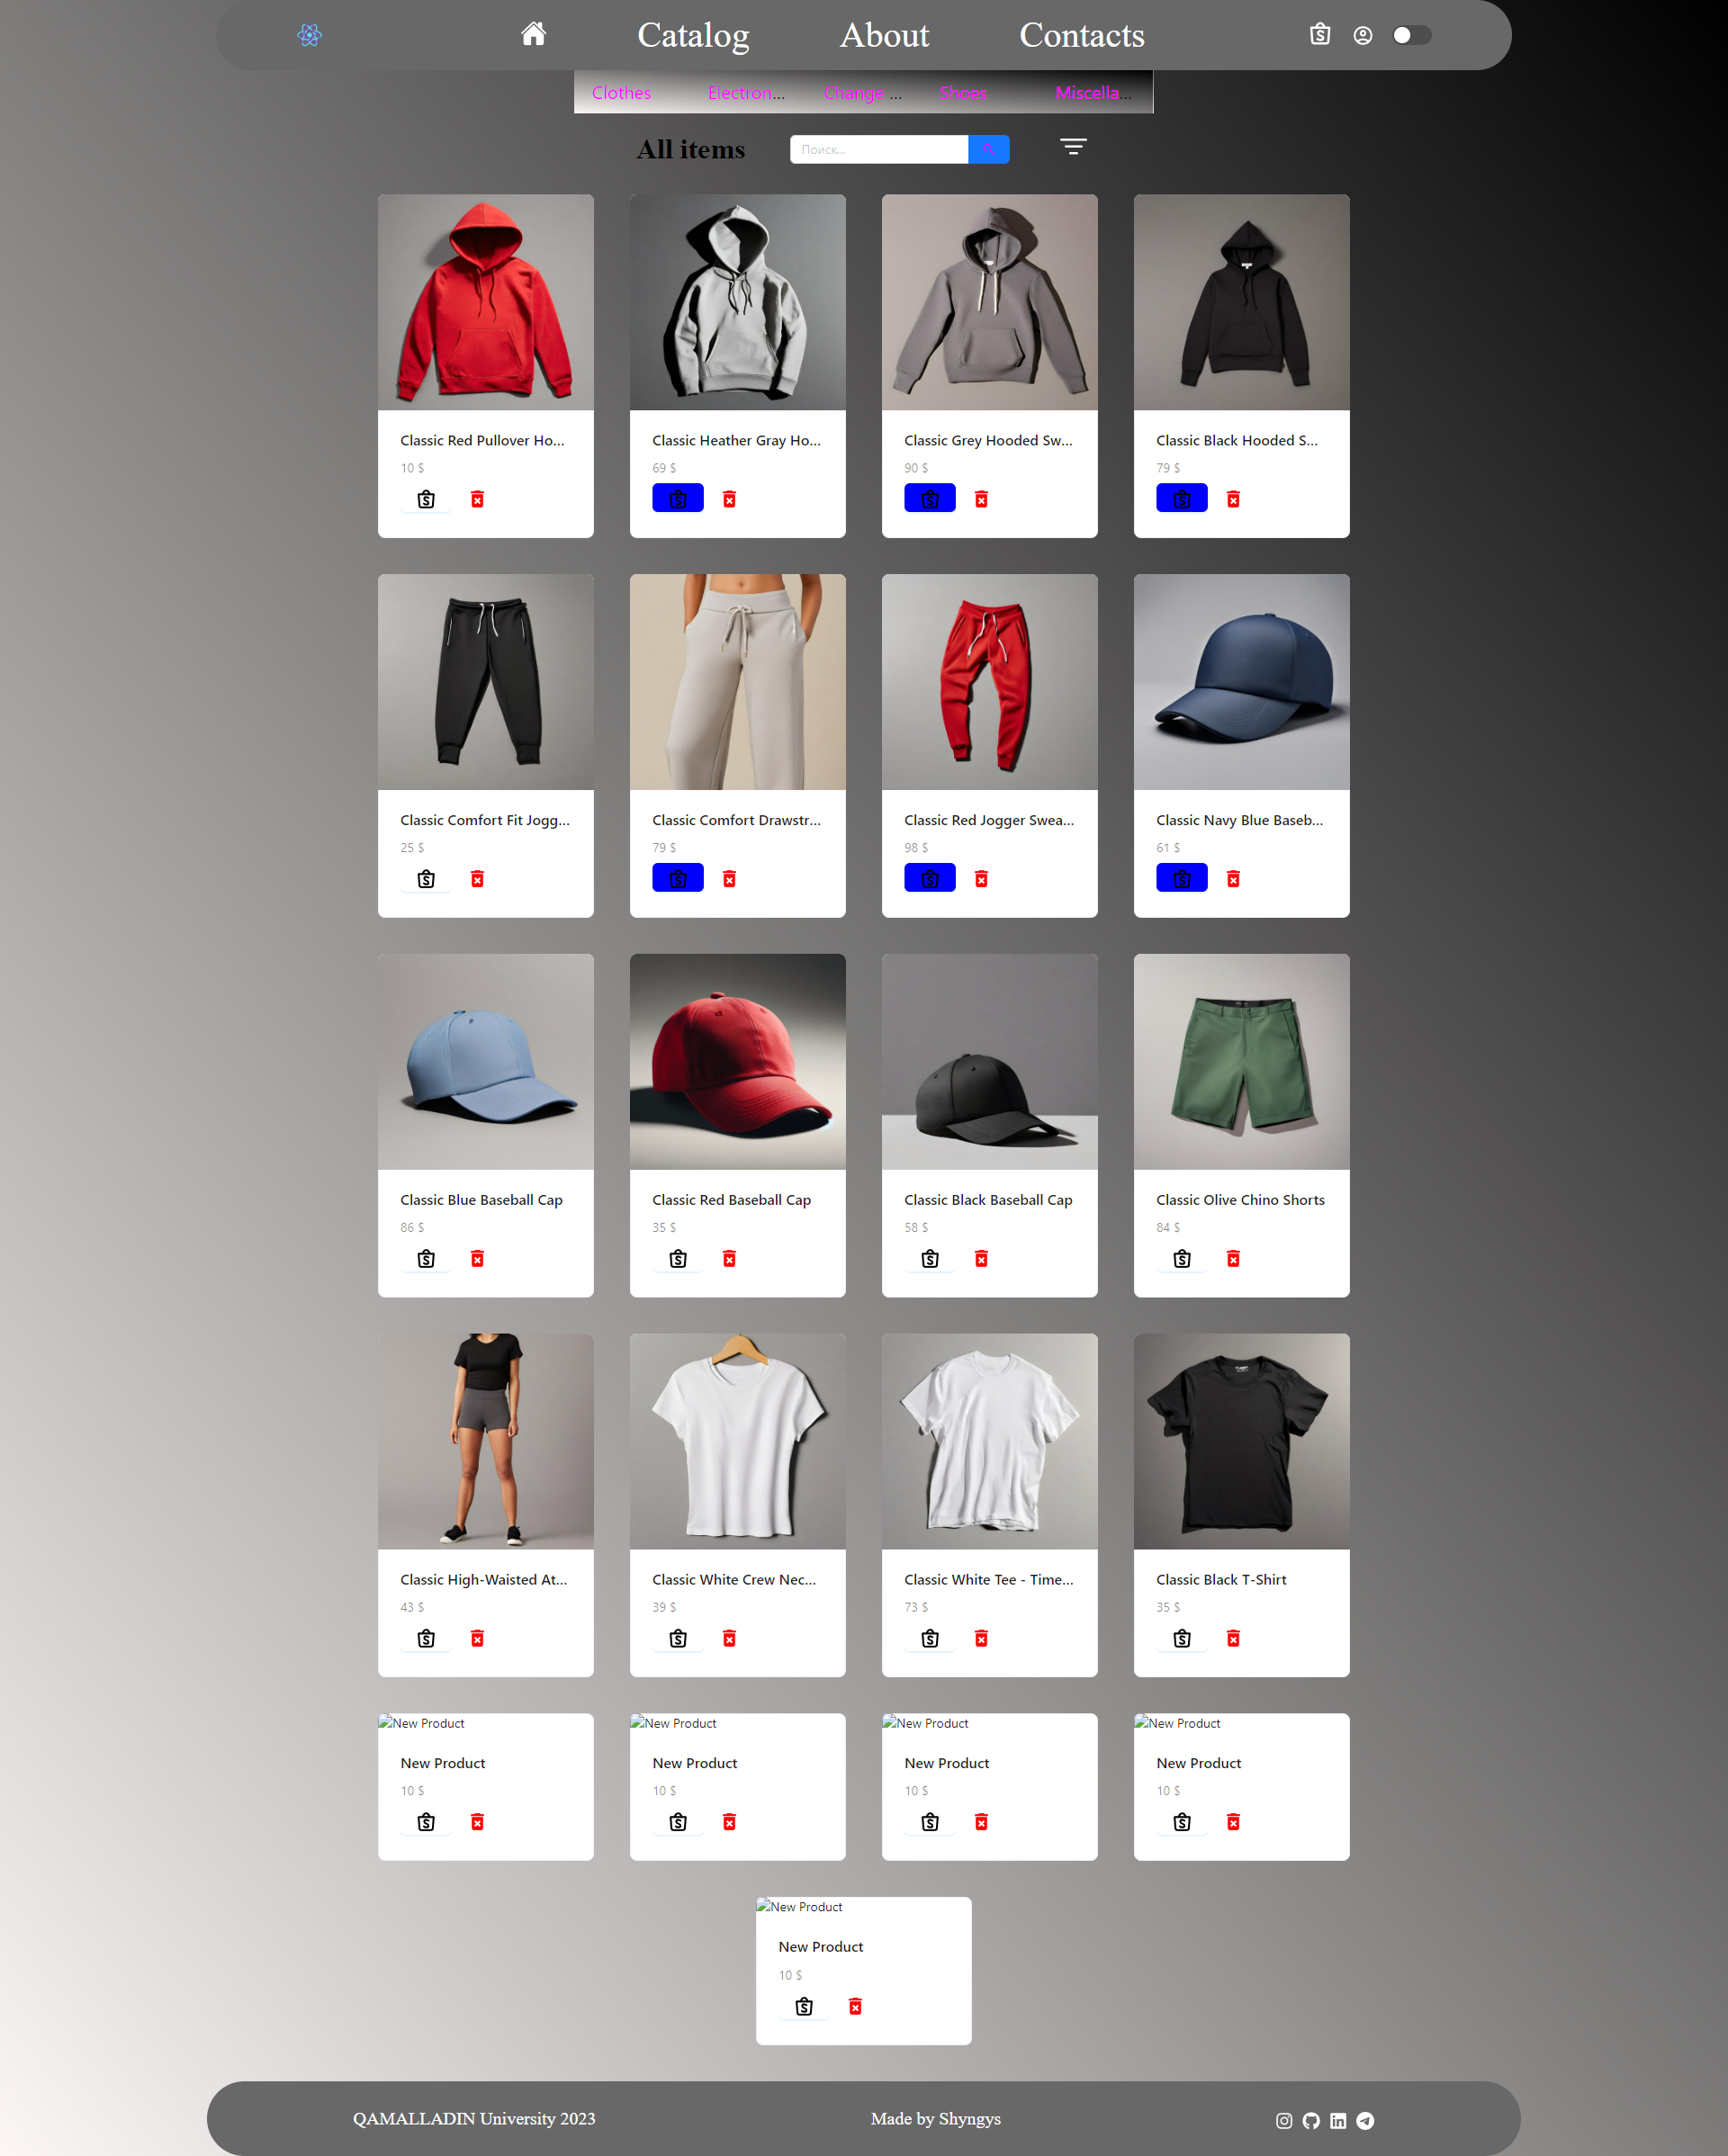 Catalog About Contacts
Clothes Electron... Change ... Shoes Miscella...
All items Поиск...
Classic Red Pullover Ho... Classic Heather Gray Ho... Classic Grey Hooded Sw... Classic Black Hooded S...
10 $ 69 $ 90 $ 79 $
Classic Comfort Fit Jogg... Classic Comfort Drawstr... Classic Red Jogger Swea... Classic Navy Blue Baseb...
25 $ 79 $ 98 $ 61 $
Classic Blue Baseball Cap Classic Red Baseball Cap Classic Black Baseball Cap Classic Olive Chino Shorts
86 $ 35 $ 58 $ 84 $
Classic High-Waisted At... Classic White Crew Nec... Classic White Tee - Time... Classic Black T-Shirt
43 $ 39 $ 73 $ 35 $
New Product New Product New Product New Product
New Product New Product New Product New Product
10 $ 10 $ 10 $ 10 $
New Product
New Product
10 $
QAMALLADIN University 2023 Made by Shyngys